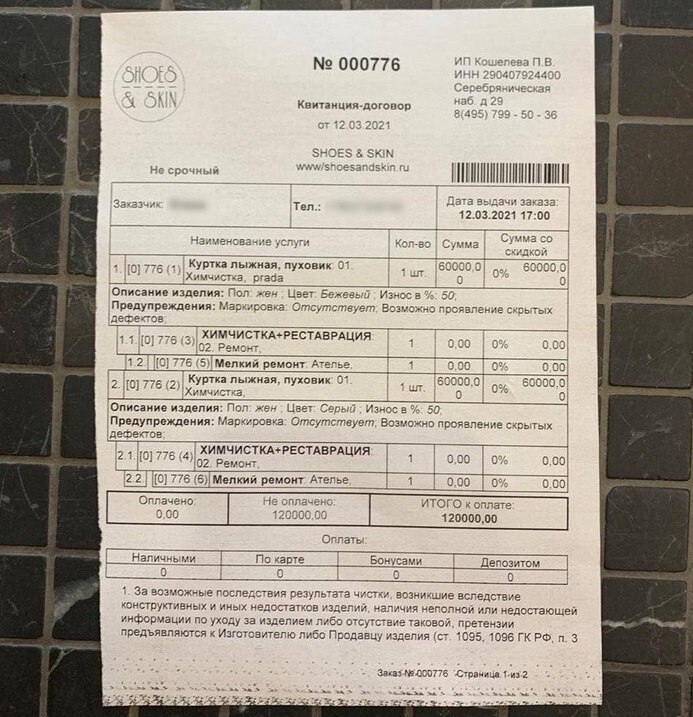 SHOES
& SKIN
№ 000776
Квитанция-договор
от 12.03.2021
SHOES & SKIN
www/shoesandskin.ru
ИП Кошелева П.В.
ИНН 290407924400
Серебряническая
наб. д 29
8(495) 799 - 50 - 36
Не срочный
Заказчик:
Тел.:
Дата выдачи заказа:
12.03.2021 17:00
Наименование услуги Кол-во Сумма Сумма со скидкой
1. [0] 776 (1) Куртка лыжная, пуховик: 01. Химчистка, prada 1 шт. 60000,00 0% 60000,00
Описание изделия: Пол: жен ; Цвет: Бежевый ; Износ в %: 50;
Предупреждения: Маркировка: Отсутствует; Возможно проявление скрытых
дефектов;
1.1. [0] 776 (3) ХИМЧИСТКА+РЕСТАВРАЦИЯ: 02. Ремонт, 1 0,00 0% 0,00
1.2. [0] 776 (5) Мелкий ремонт: Ателье, 1 0,00 0% 0,00
2. [0] 776 (2) Куртка лыжная, пуховик: 01. Химчистка, 1 шт. 60000,00 0% 60000,00
Описание изделия: Пол: жен ; Цвет: Серый ; Износ в %: 50;
Предупреждения: Маркировка: Отсутствует; Возможно проявление скрытых
дефектов;
2.1. [0] 776 (4) ХИМЧИСТКА+РЕСТАВРАЦИЯ: 02. Ремонт, 1 0,00 0% 0,00
2.2. [0] 776 (6) Мелкий ремонт: Ателье, 1 0,00 0% 0,00
Оплачено: Не оплачено: ИТОГО к оплате:
0,00 120000,00 120000,00
Оплаты:
Наличными По карте Бонусами Депозитом
0 0 0 0
1. За возможные последствия результата чистки, возникшие вследствие
конструктивных и иных недостатков изделий, наличия неполной или недостающей
информации по уходу за изделием либо отсутствие таковой, претензии
предъявляются к Изготовителю либо Продавцу изделия (ст. 1095, 1096 ГК РФ, п. 3
Заказ № 000776 Страница 1 из 2